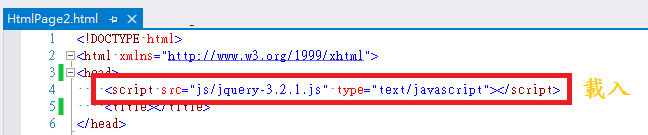 HtmlPage2.html
1 <!DOCTYPE html>
2 <html xmlns="http://www.w3.org/1999/xhtml">
3 <head>
4 <script src="js/jquery-3.2.1.js" type="text/javascript"></script> 載入
5 <title></title>
6 </head>